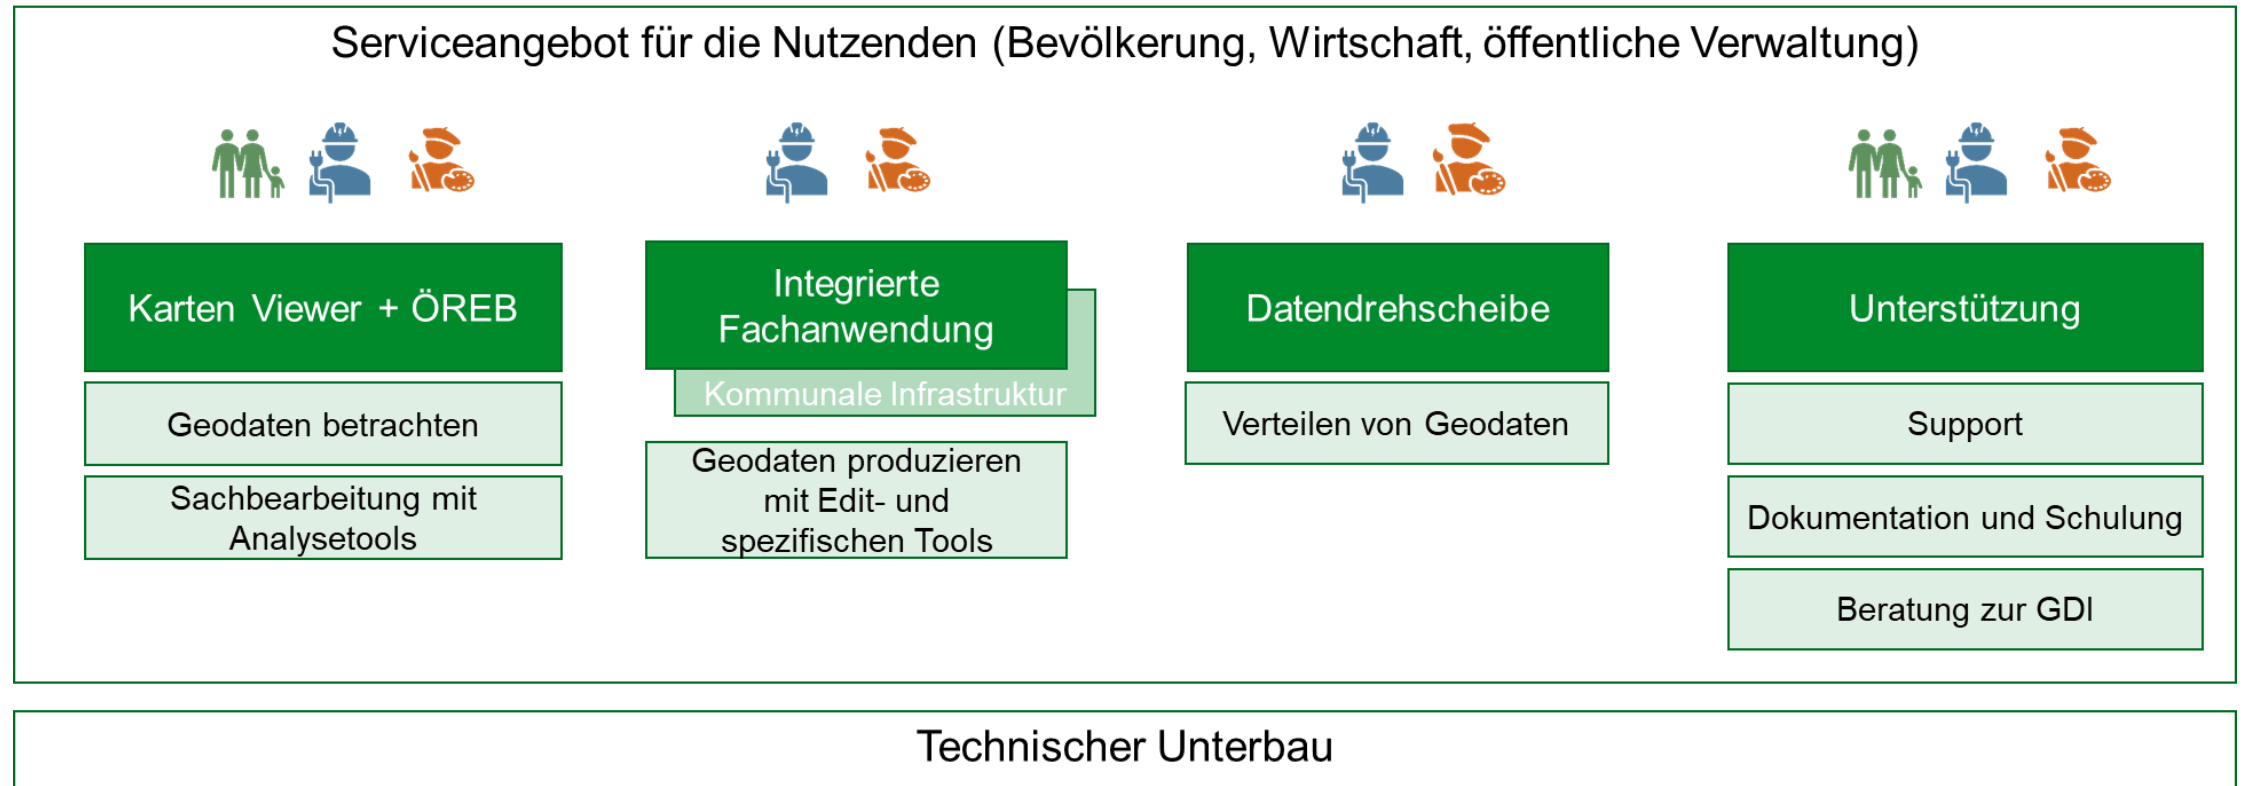 Serviceangebot für die Nutzenden (Bevölkerung, Wirtschaft, öffentliche Verwaltung)
Karten Viewer + ÖREB
Geodaten betrachten
Sachbearbeitung mit
Analysetools
Integrierte
Fachanwendung
Kommunale Infrastruktur
Geodaten produzieren
mit Edit- und
spezifischen Tools
Datendrehscheibe
Verteilen von Geodaten
Unterstützung
Support
Dokumentation und Schulung
Beratung zur GDI
Technischer Unterbau